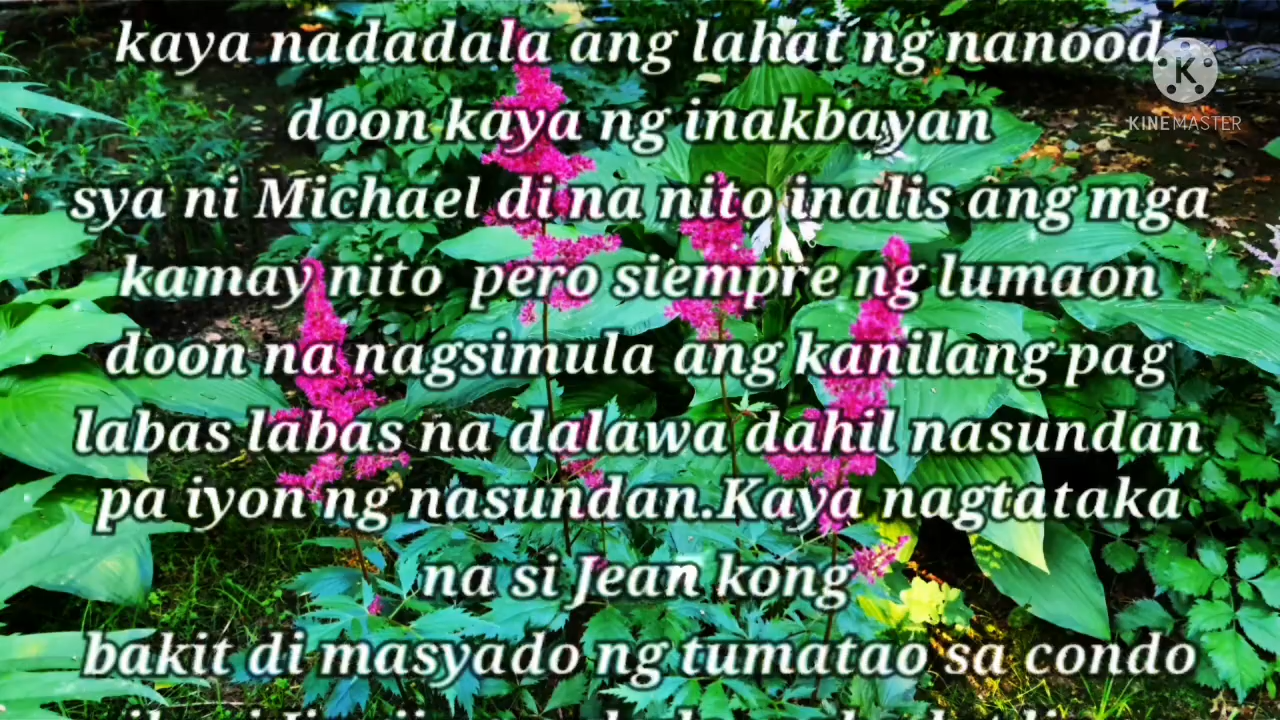 kaya nadadala ang lahat ng nanood
K
KINEMASTER
doon kaya ng inakbayan
sya ni Michael di na nito inalis ang mga
kamay nito pero siempre ng lumaon
doon na nagsimula ang kanilang pag
labas labas na dalawa dahil nasundan
pa iyon ng nasundan.Kaya nagtataka
na si Jean kong
bakit di masyado ng tumatao sa condo